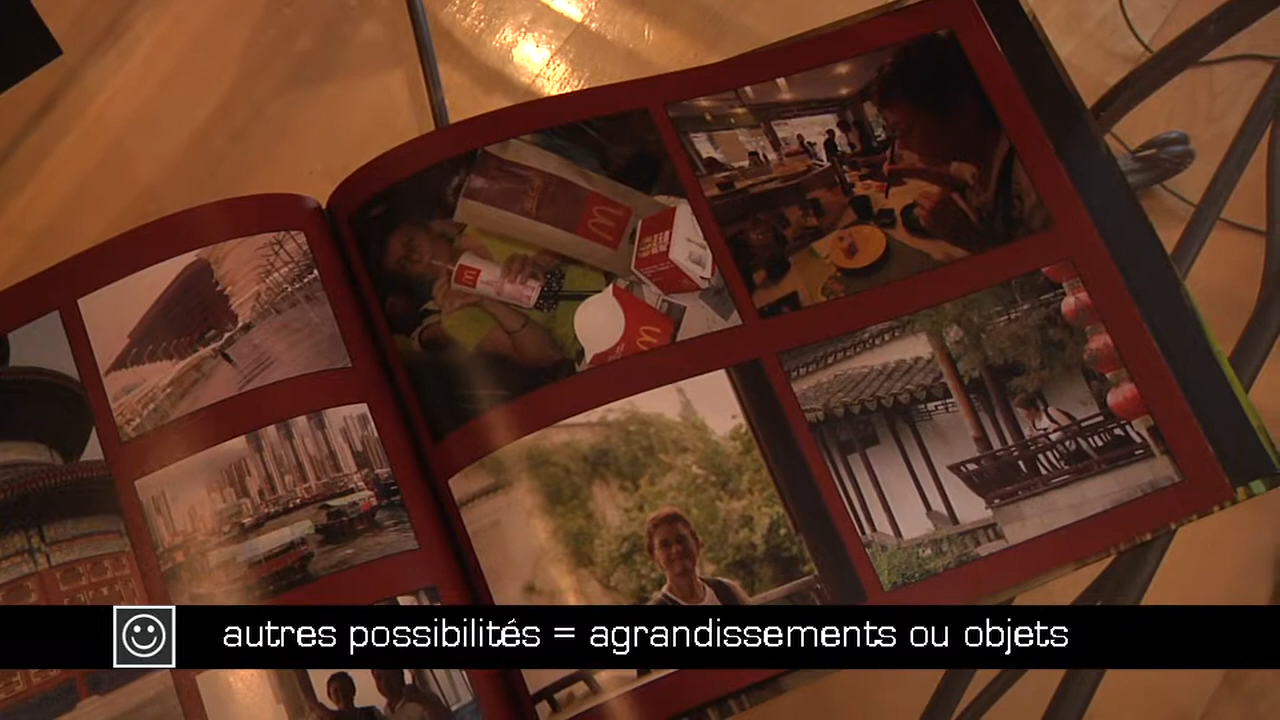 autres possibilités = agrandissements ou objets